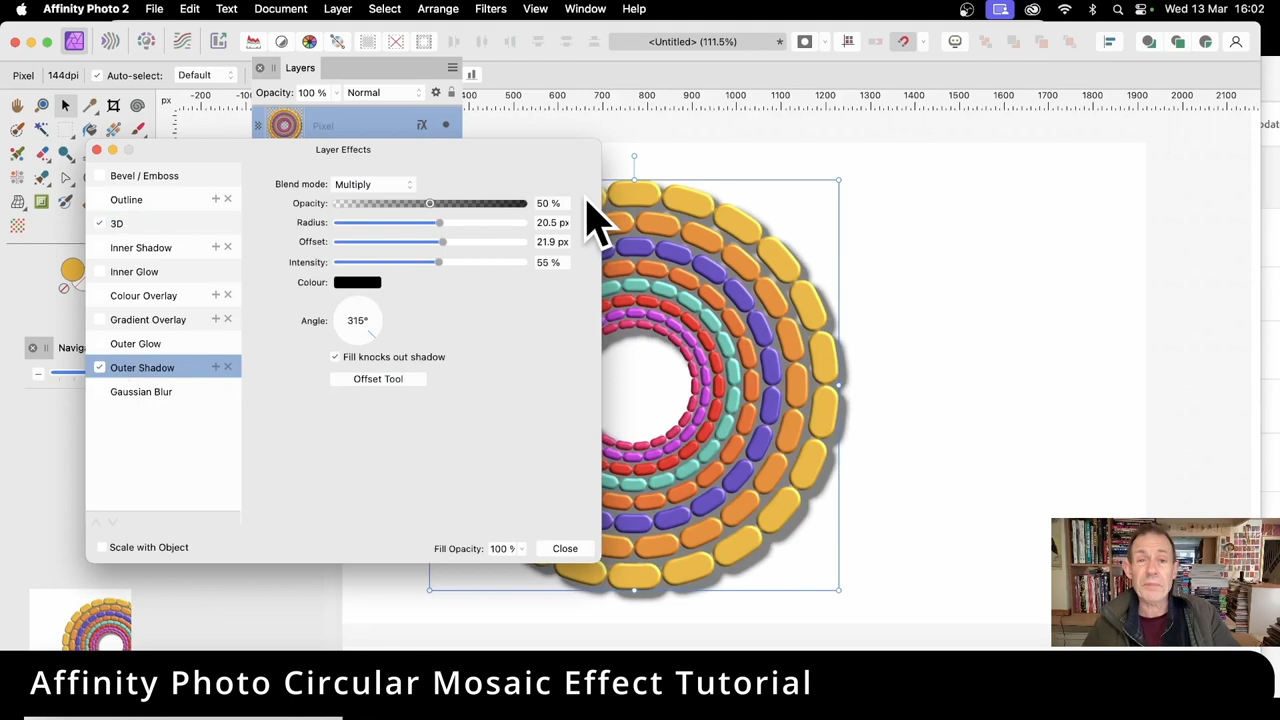 Affinity Photo 2 File Edit Text Document Layer Select Arrange Filters View Window Help Wed 13 Mar 16:02
<Untitled> (111.5%) *
Layers
Pixel 144dpi Auto-select: Default
Opacity: 100 % Normal
px -200 400 500 600 700 800 900 1000 1100 1200 1300 1400 1500 1600 1700 1800 1900 2000 2100
Pixel
Layer Effects
Bevel / Emboss
Outline
3D
Inner Shadow
Inner Glow
Colour Overlay
Gradient Overlay
Outer Glow
Outer Shadow
Gaussian Blur
Blend mode: Multiply
Opacity: 50 %
Radius: 20.5 px
Offset: 21.9 px
Intensity: 55 %
Colour:
Angle: 315°
Fill knocks out shadow
Offset Tool
Scale with Object
Fill Opacity: 100 %
Close
Affinity Photo Circular Mosaic Effect Tutorial